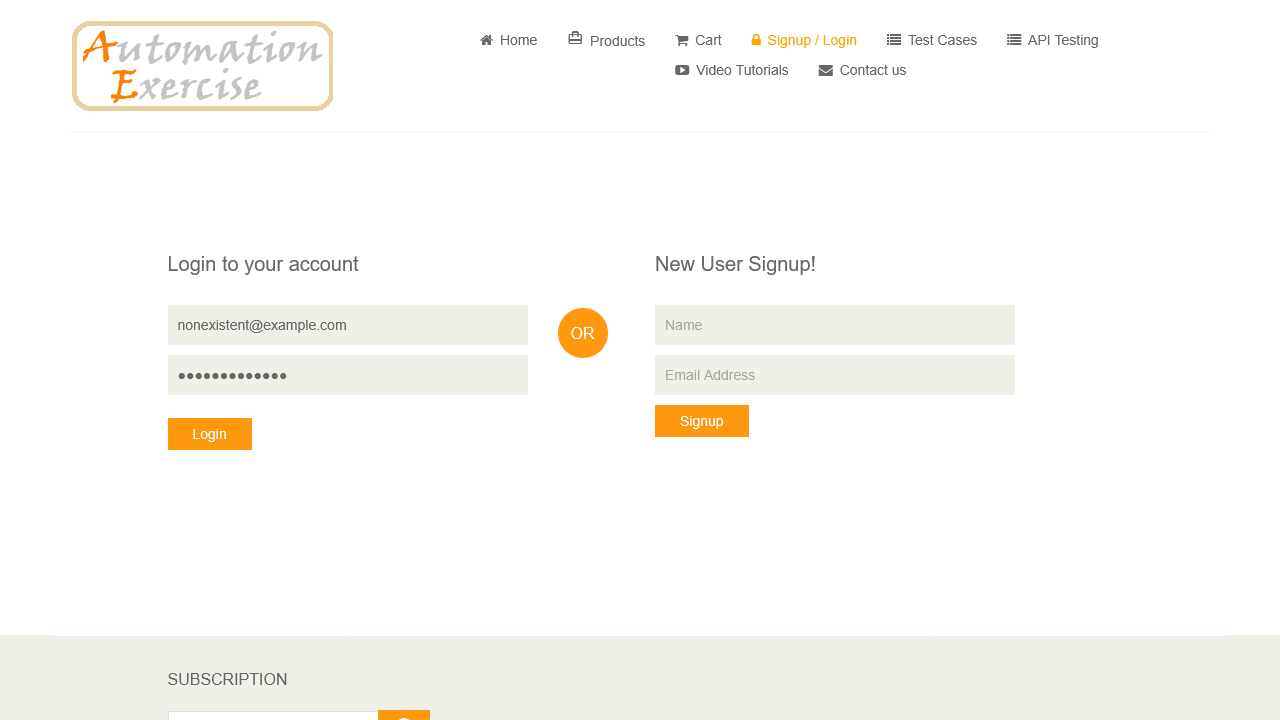 Automation
Exercise
Home
Products
Cart
Signup / Login
Test Cases
API Testing
Video Tutorials
Contact us
Login to your account
nonexistent@example.com
•••••••••••••
Login
OR
New User Signup!
Name
Email Address
Signup
SUBSCRIPTION